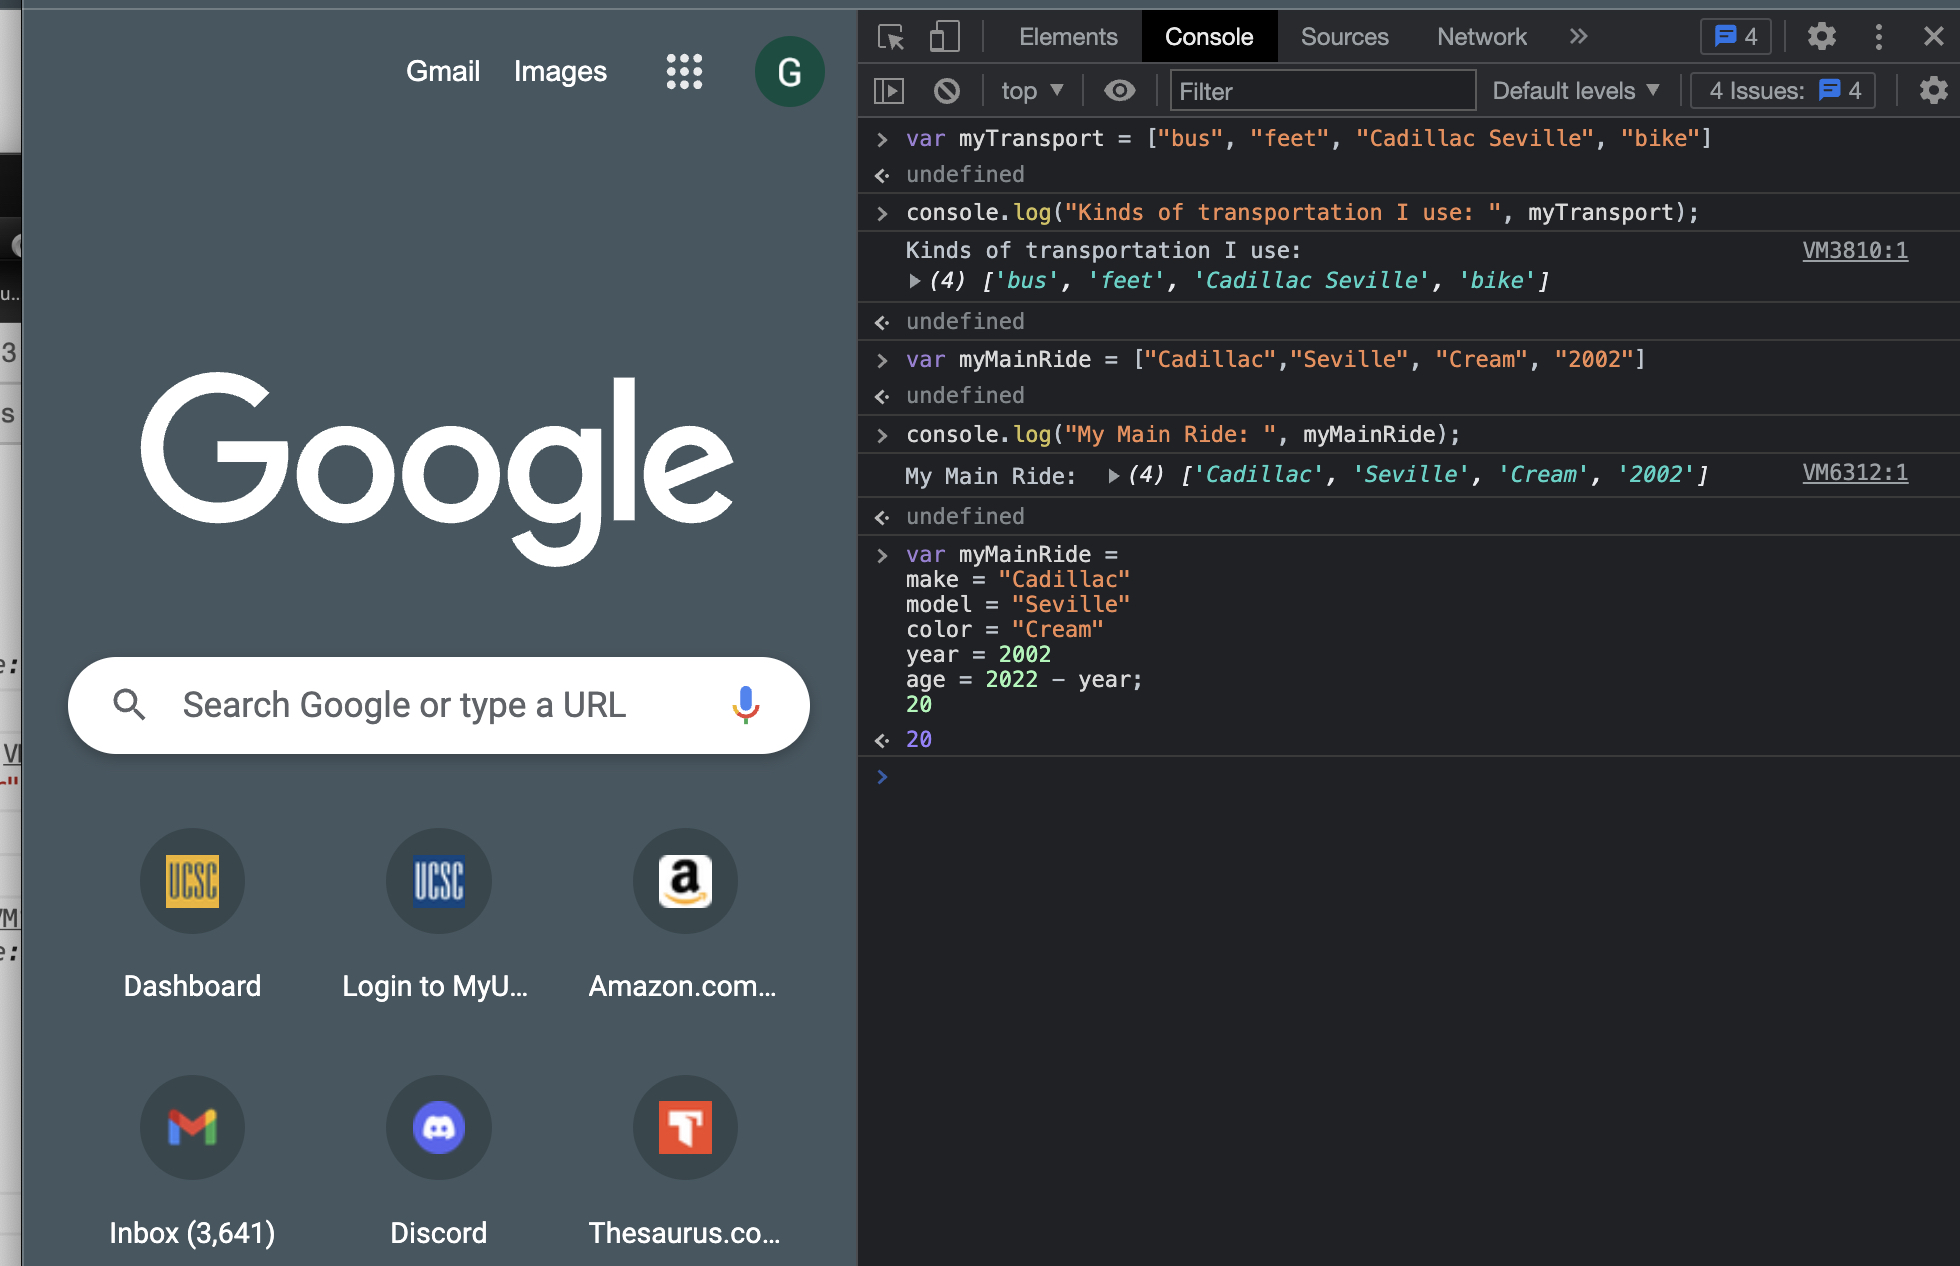 Gmail Images G
Google
Search Google or type a URL
UCSC
UCSC
a
Dashboard
Login to MyU...
Amazon.com...
Inbox (3,641)
Discord
Thesaurus.co...
Elements Console Sources Network 4
top Filter Default levels 4 Issues: 4
var myTransport = ["bus", "feet", "Cadillac Seville", "bike"]
undefined
console.log("Kinds of transportation I use: ", myTransport);
Kinds of transportation I use: VM3810:1
(4) ['bus', 'feet', 'Cadillac Seville', 'bike']
undefined
var myMainRide = ["Cadillac","Seville", "Cream", "2002"]
undefined
console.log("My Main Ride: ", myMainRide);
My Main Ride: (4) ['Cadillac', 'Seville', 'Cream', '2002'] VM6312:1
undefined
var myMainRide =
make = "Cadillac"
model = "Seville"
color = "Cream"
year = 2002
age = 2022 - year;
20
20